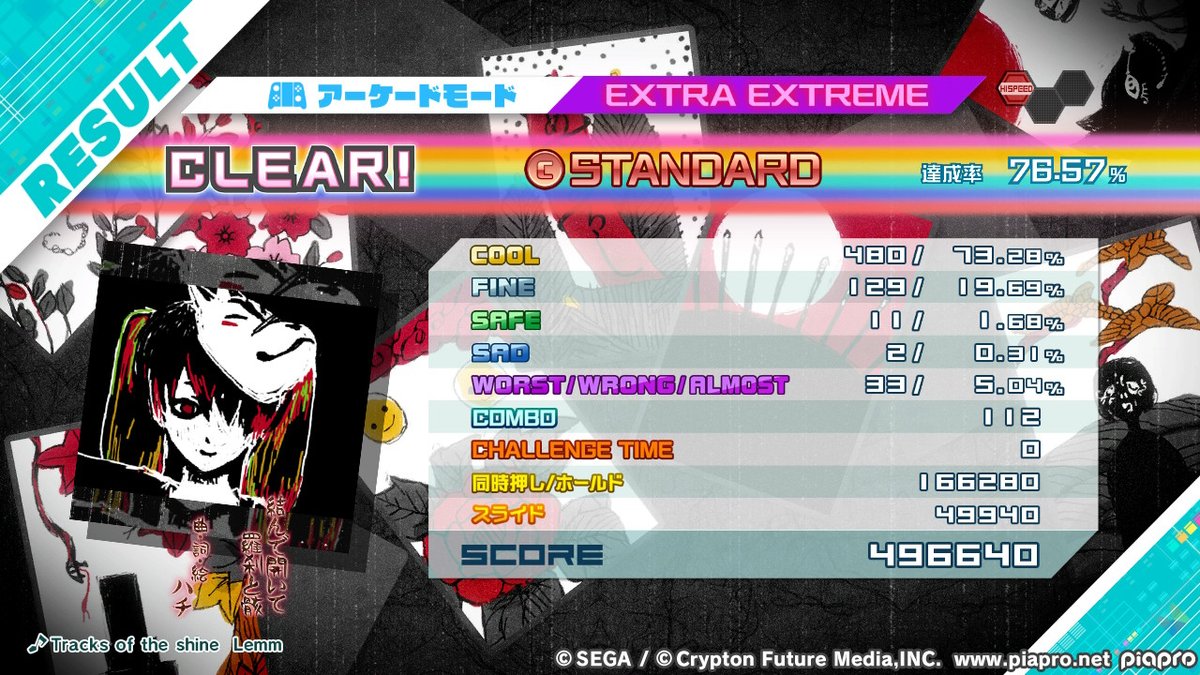 RESULT
アーケードモード EXTRA EXTREME HISPEED
CLEAR! C STANDARD 達成率 76.57%
COOL 480 / 73.28%
FINE 129 / 19.69%
SAFE 11 / 1.68%
SAD 2 / 0.31%
WORST/WRONG/ALMOST 33 / 5.04%
COMBO 112
CHALLENGE TIME 0
同時押し/ホールド 166280
スライド 49940
SCORE 496640
結んで開いて
羅刹と骸
曲・詞・絵
ハチ
♪Tracks of the shine Lemm
©SEGA / ©Crypton Future Media,INC. www.piapro.net piapro